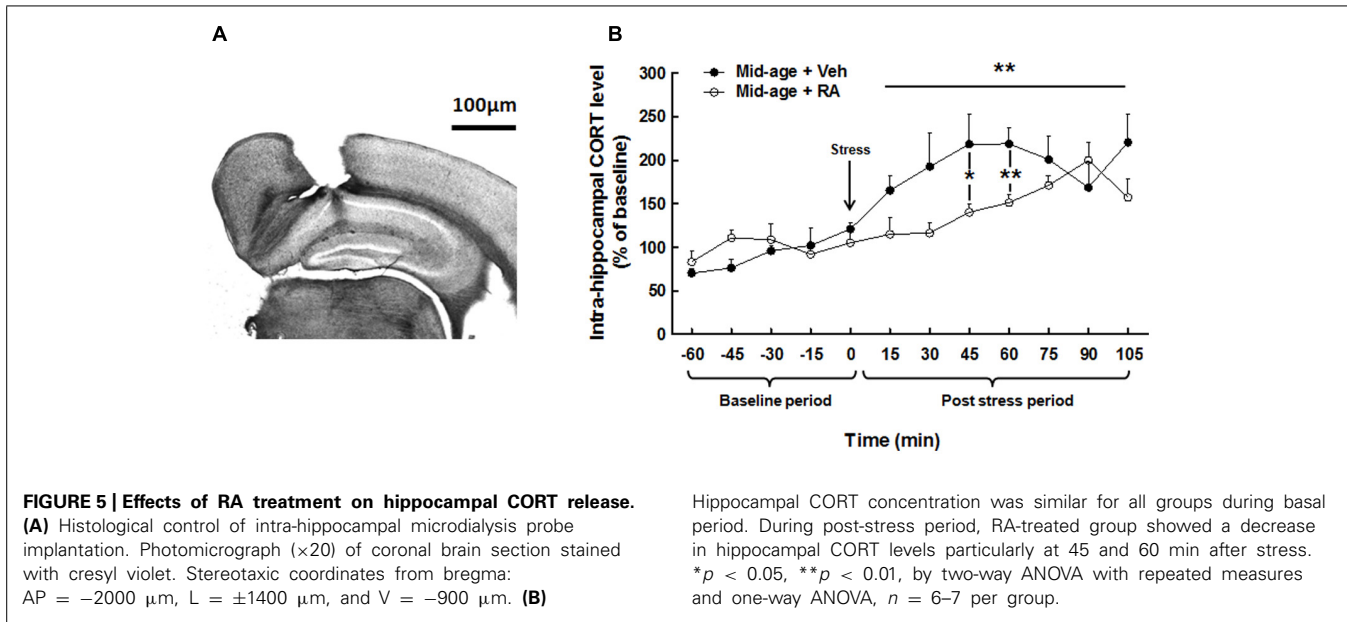 A
B
100µm
Mid-age + Veh
Mid-age + RA
**
Stress
*
**
Intra-hippocampal CORT level
(% of baseline)
300
250
200
150
100
50
0
-60 -45 -30 -15 0 15 30 45 60 75 90 105
Baseline period Post stress period
Time (min)
FIGURE 5 | Effects of RA treatment on hippocampal CORT release.
(A) Histological control of intra-hippocampal microdialysis probe
implantation. Photomicrograph (×20) of coronal brain section stained
with cresyl violet. Stereotaxic coordinates from bregma:
AP = −2000 µm, L = ±1400 µm, and V = −900 µm. (B)
Hippocampal CORT concentration was similar for all groups during basal
period. During post-stress period, RA-treated group showed a decrease
in hippocampal CORT levels particularly at 45 and 60 min after stress.
*p < 0.05, **p < 0.01, by two-way ANOVA with repeated measures
and one-way ANOVA, n = 6–7 per group.